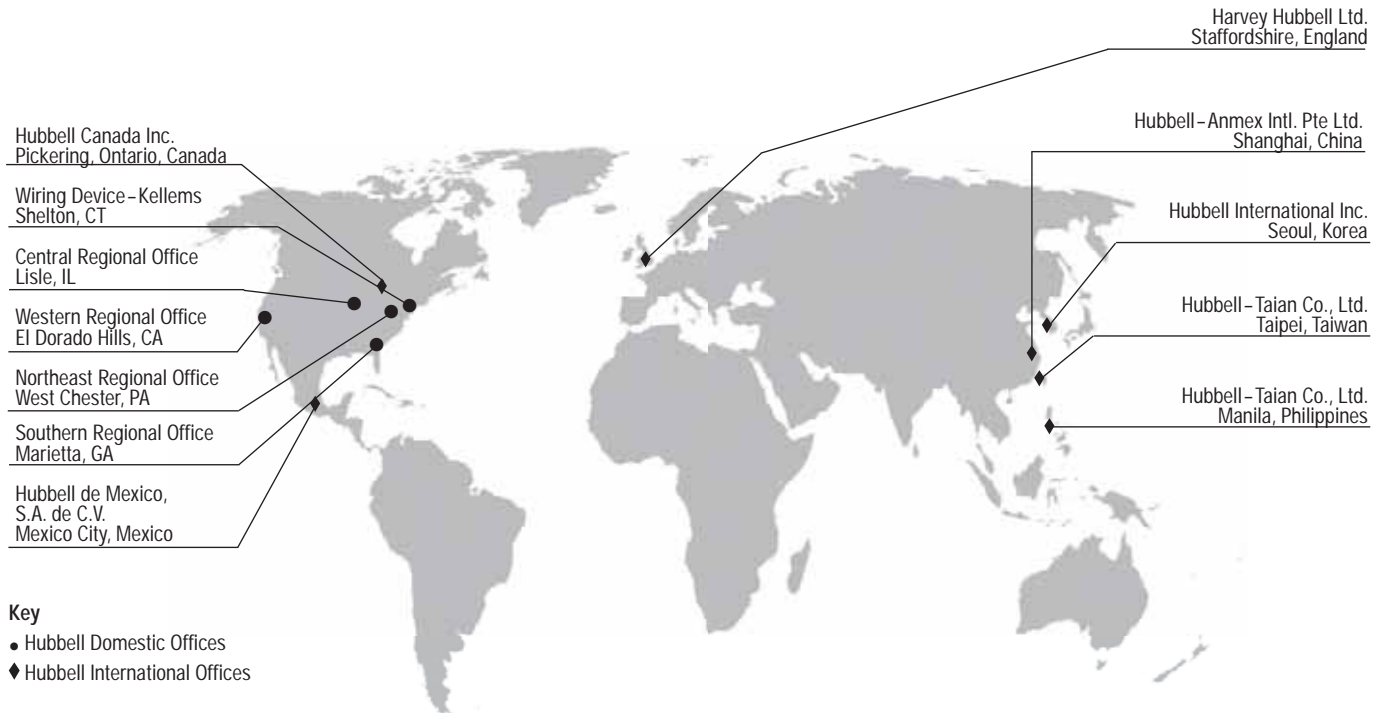 Harvey Hubbell Ltd.
Staffordshire, England
Hubbell-Anmex Intl. Pte Ltd.
Shanghai, China
Hubbell International Inc.
Seoul, Korea
Hubbell-Taian Co., Ltd.
Taipei, Taiwan
Hubbell-Taian Co., Ltd.
Manila, Philippines
Hubbell Canada Inc.
Pickering, Ontario, Canada
Wiring Device-Kellems
Shelton, CT
Central Regional Office
Lisle, IL
Western Regional Office
El Dorado Hills, CA
Northeast Regional Office
West Chester, PA
Southern Regional Office
Marietta, GA
Hubbell de Mexico,
S.A. de C.V.
Mexico City, Mexico
Key
Hubbell Domestic Offices
Hubbell International Offices